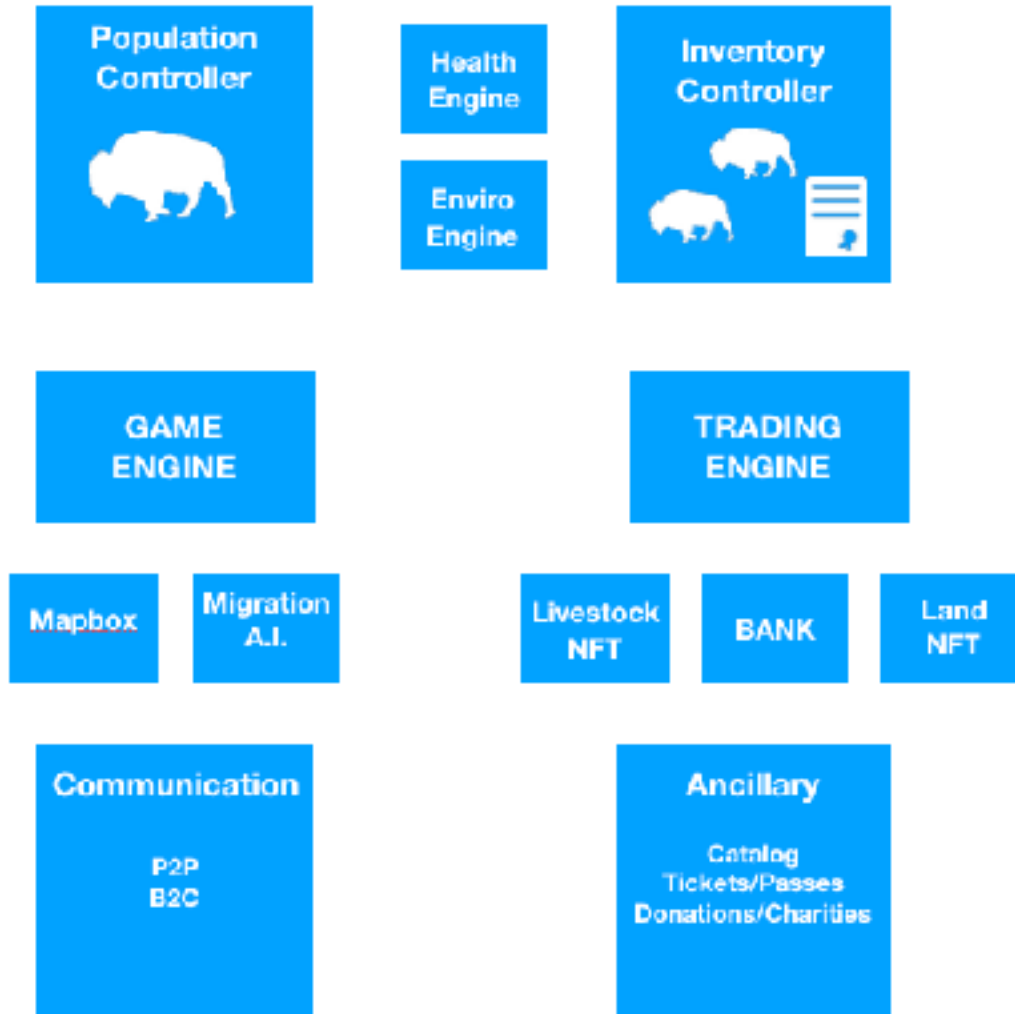 Population
Controller
Health
Engine
Inventory
Controller
Enviro
Engine
GAME
ENGINE
TRADING
ENGINE
Mapbox
Migration
A.I.
Livestock
NFT
BANK
Land
NFT
Communication
P2P
B2C
Ancillary
Catalog
Tickets/Passes
Donations/Charities